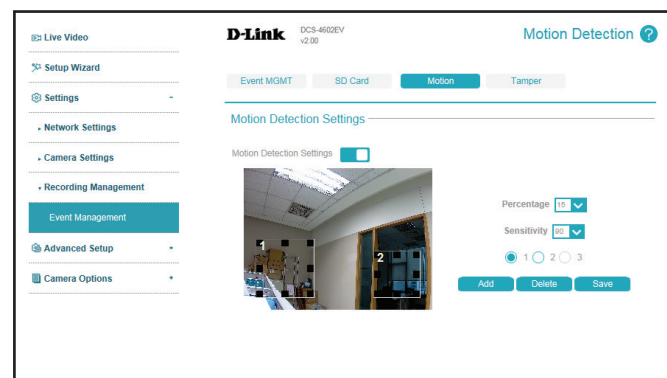 Live Video
Setup Wizard
Settings -
Network Settings
Camera Settings
Recording Management
Event Management
Advanced Setup
Camera Options
D-Link DCS-4602EV
v2.00
Motion Detection ?
Event MGMT SD Card Motion Tamper
Motion Detection Settings
Motion Detection Settings
1
2
Percentage 15
Sensitivity 90
1 2 3
Add Delete Save